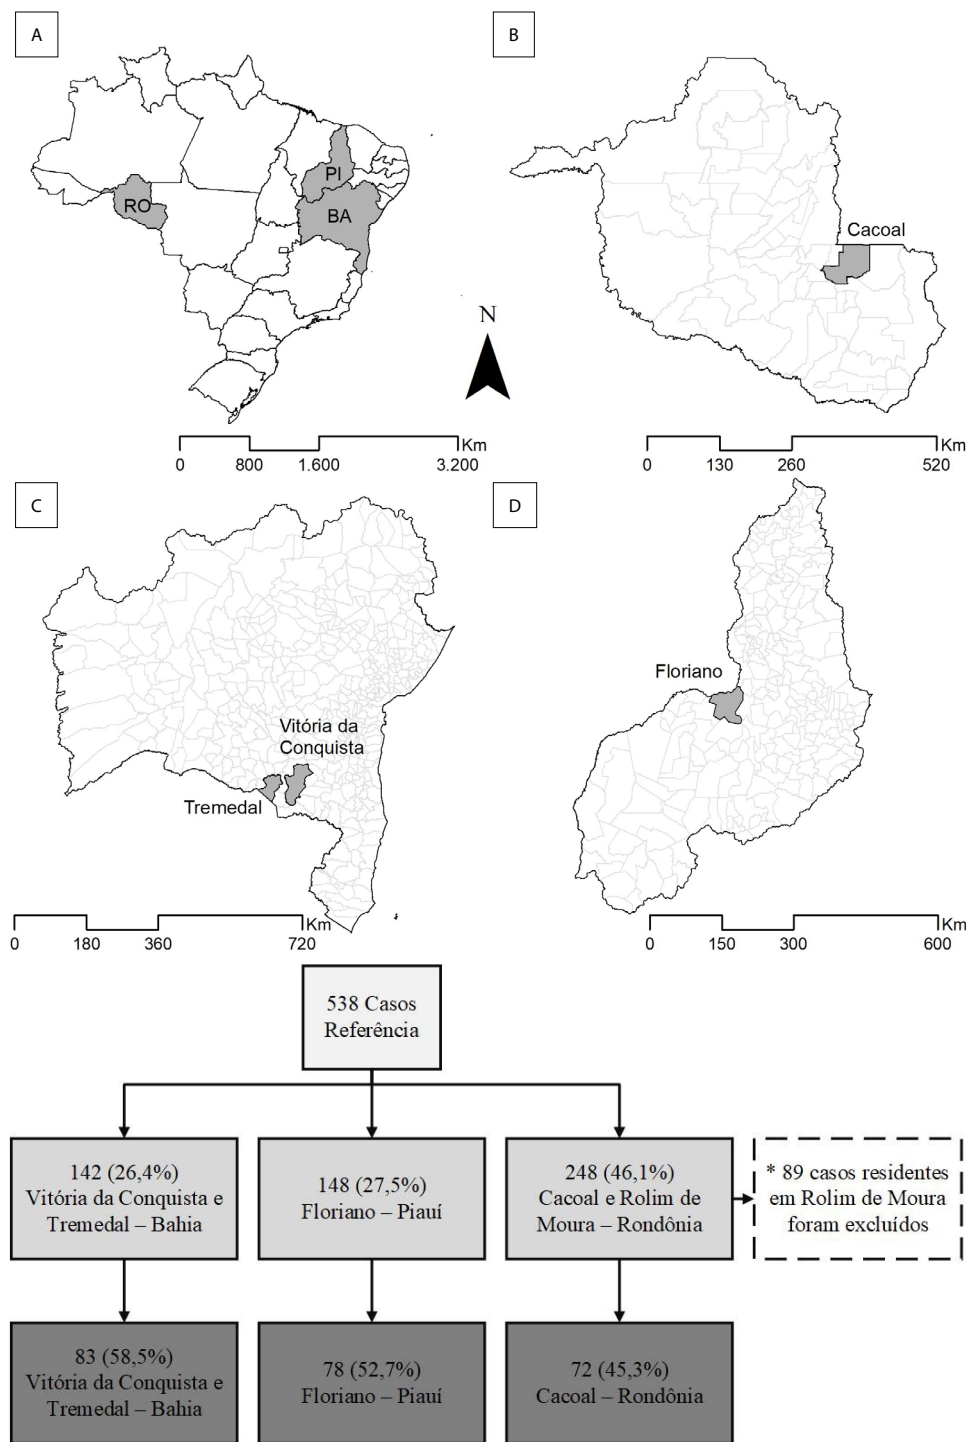 A
B
RO
PI
BA
Cacoal
N
Km
0 800 1.600 3.200
Km
0 130 260 520
C
D
Vitória da
Conquista
Tremedal
Floriano
Km
0 180 360 720
Km
0 150 300 600
538 Casos
Referência
142 (26,4%)
Vitória da Conquista e
Tremedal – Bahia
148 (27,5%)
Floriano – Piauí
248 (46,1%)
Cacoal e Rolim de
Moura – Rondônia
* 89 casos residentes
em Rolim de Moura
foram excluídos
83 (58,5%)
Vitória da Conquista e
Tremedal – Bahia
78 (52,7%)
Floriano – Piauí
72 (45,3%)
Cacoal – Rondônia